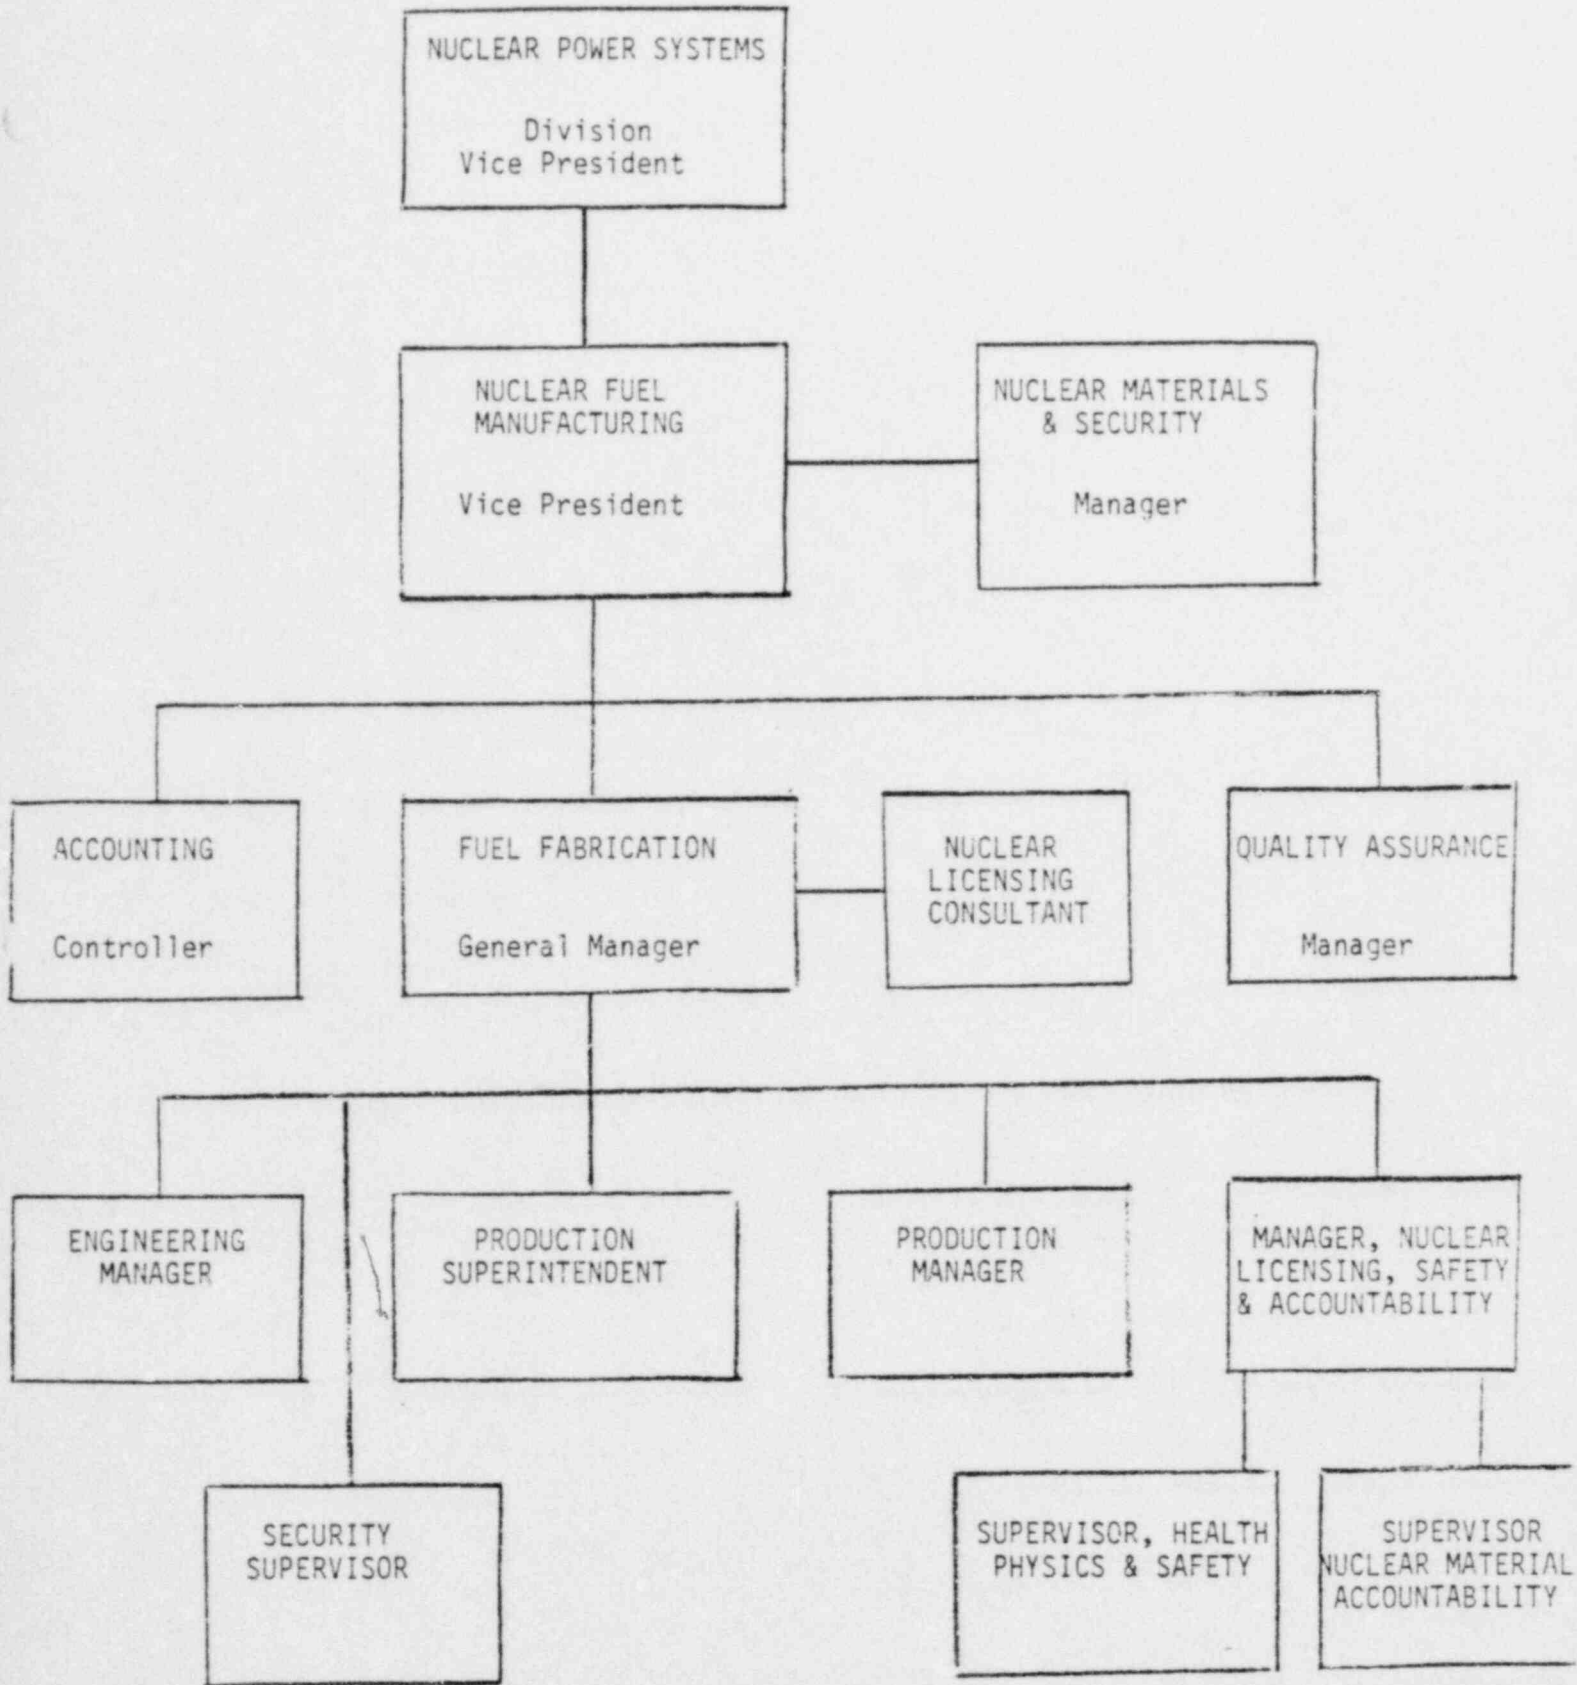 NUCLEAR POWER SYSTEMS
Division
Vice President
NUCLEAR FUEL
MANUFACTURING
Vice President
NUCLEAR MATERIALS
& SECURITY
Manager
ACCOUNTING
Controller
FUEL FABRICATION
General Manager
NUCLEAR
LICENSING
CONSULTANT
QUALITY ASSURANCE
Manager
ENGINEERING
MANAGER
PRODUCTION
SUPERINTENDENT
PRODUCTION
MANAGER
MANAGER, NUCLEAR
LICENSING, SAFETY
& ACCOUNTABILITY
SECURITY
SUPERVISOR
SUPERVISOR, HEALTH
PHYSICS & SAFETY
SUPERVISOR
NUCLEAR MATERIAL
ACCOUNTABILITY